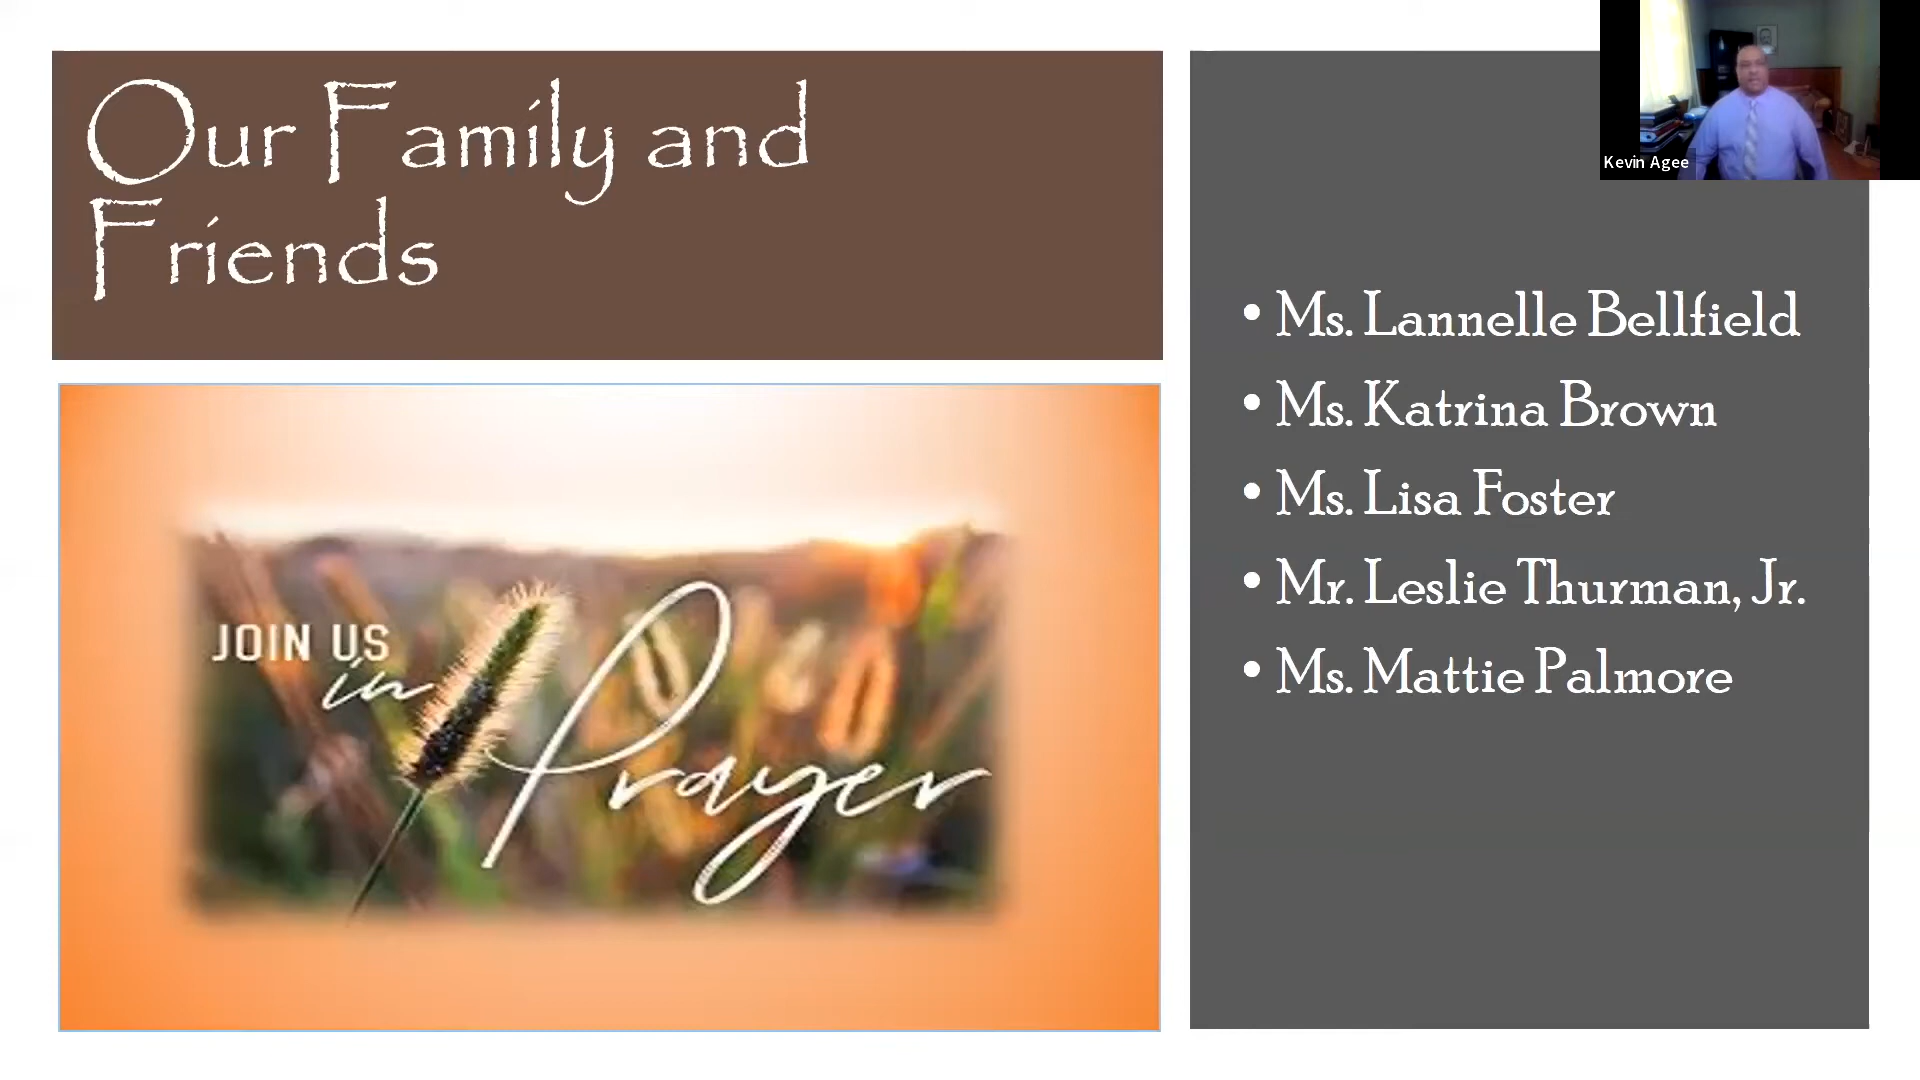 Our Family and
Friends
Kevin Agee
• Ms. Lannelle Bellfield
• Ms. Katrina Brown
• Ms. Lisa Foster
• Mr. Leslie Thurman, Jr.
• Ms. Mattie Palmore
JOIN US
in
Prayer